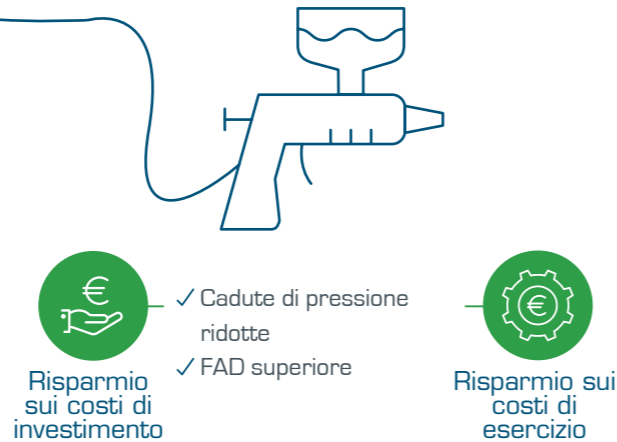 €
Risparmio
sui costi di
investimento
✓ Cadute di pressione
ridotte
✓ FAD superiore
€
Risparmio sui
costi di
esercizio